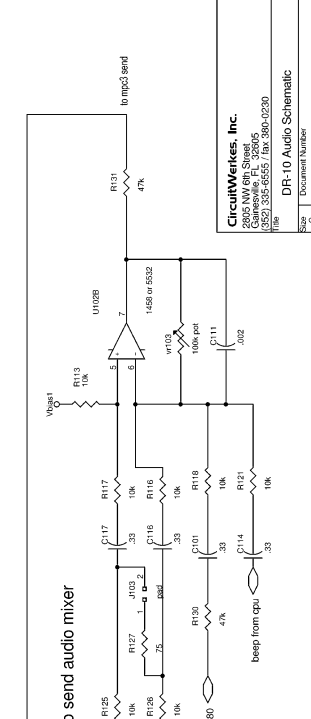 to mpc3 send
R131
47k
U102B
7
1458 or 5532
5
+
6
-
Vbias1
R113
10k
vr103
100k pot
C111
.002
R117
10k
R116
10k
R118
10k
R121
10k
C117
.33
C116
.33
C101
.33
C114
.33
J103
1 2
pad
R127
75
R130
47k
beep from cpu
R125
10k
R126
10k
80
send audio mixer
CircuitWerkes, Inc.
2805 NW 6th Street
Gainesville, FL 32605
(352) 335-6555 / fax 380-0230
Title
DR-10 Audio Schematic
Size Document Number